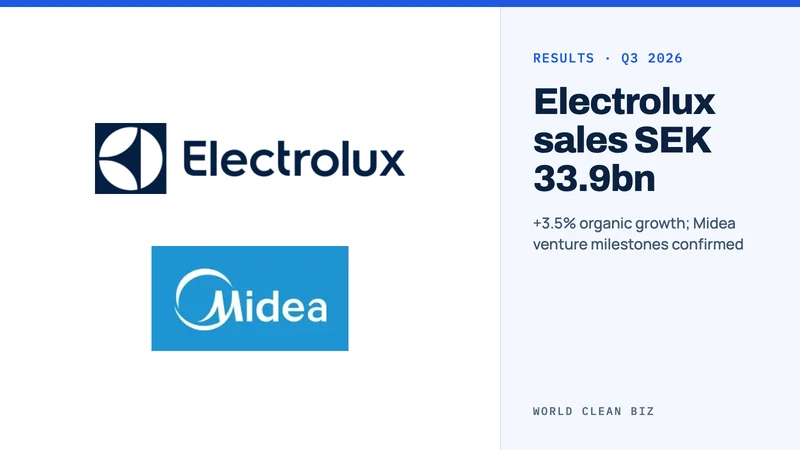 Electrolux
Midea
RESULTS · Q3 2026
Electrolux
sales SEK
33.9bn
+3.5% organic growth; Midea
venture milestones confirmed
WORLD CLEAN BIZ